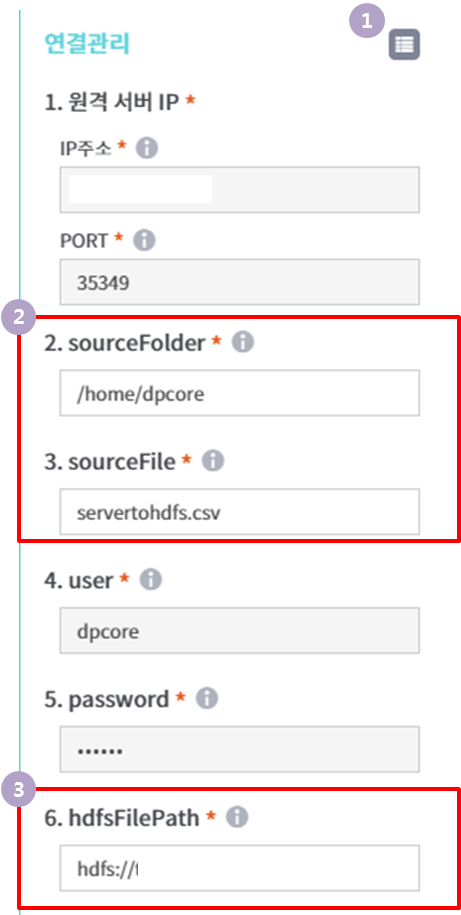 1
연결관리
1. 원격 서버 IP *
IP주소 *
PORT *
35349
2
2. sourceFolder *
/home/dpcore
3. sourceFile *
servertohdfs.csv
4. user *
dpcore
5. password *
••••••
3
6. hdfsFilePath *
hdfs://